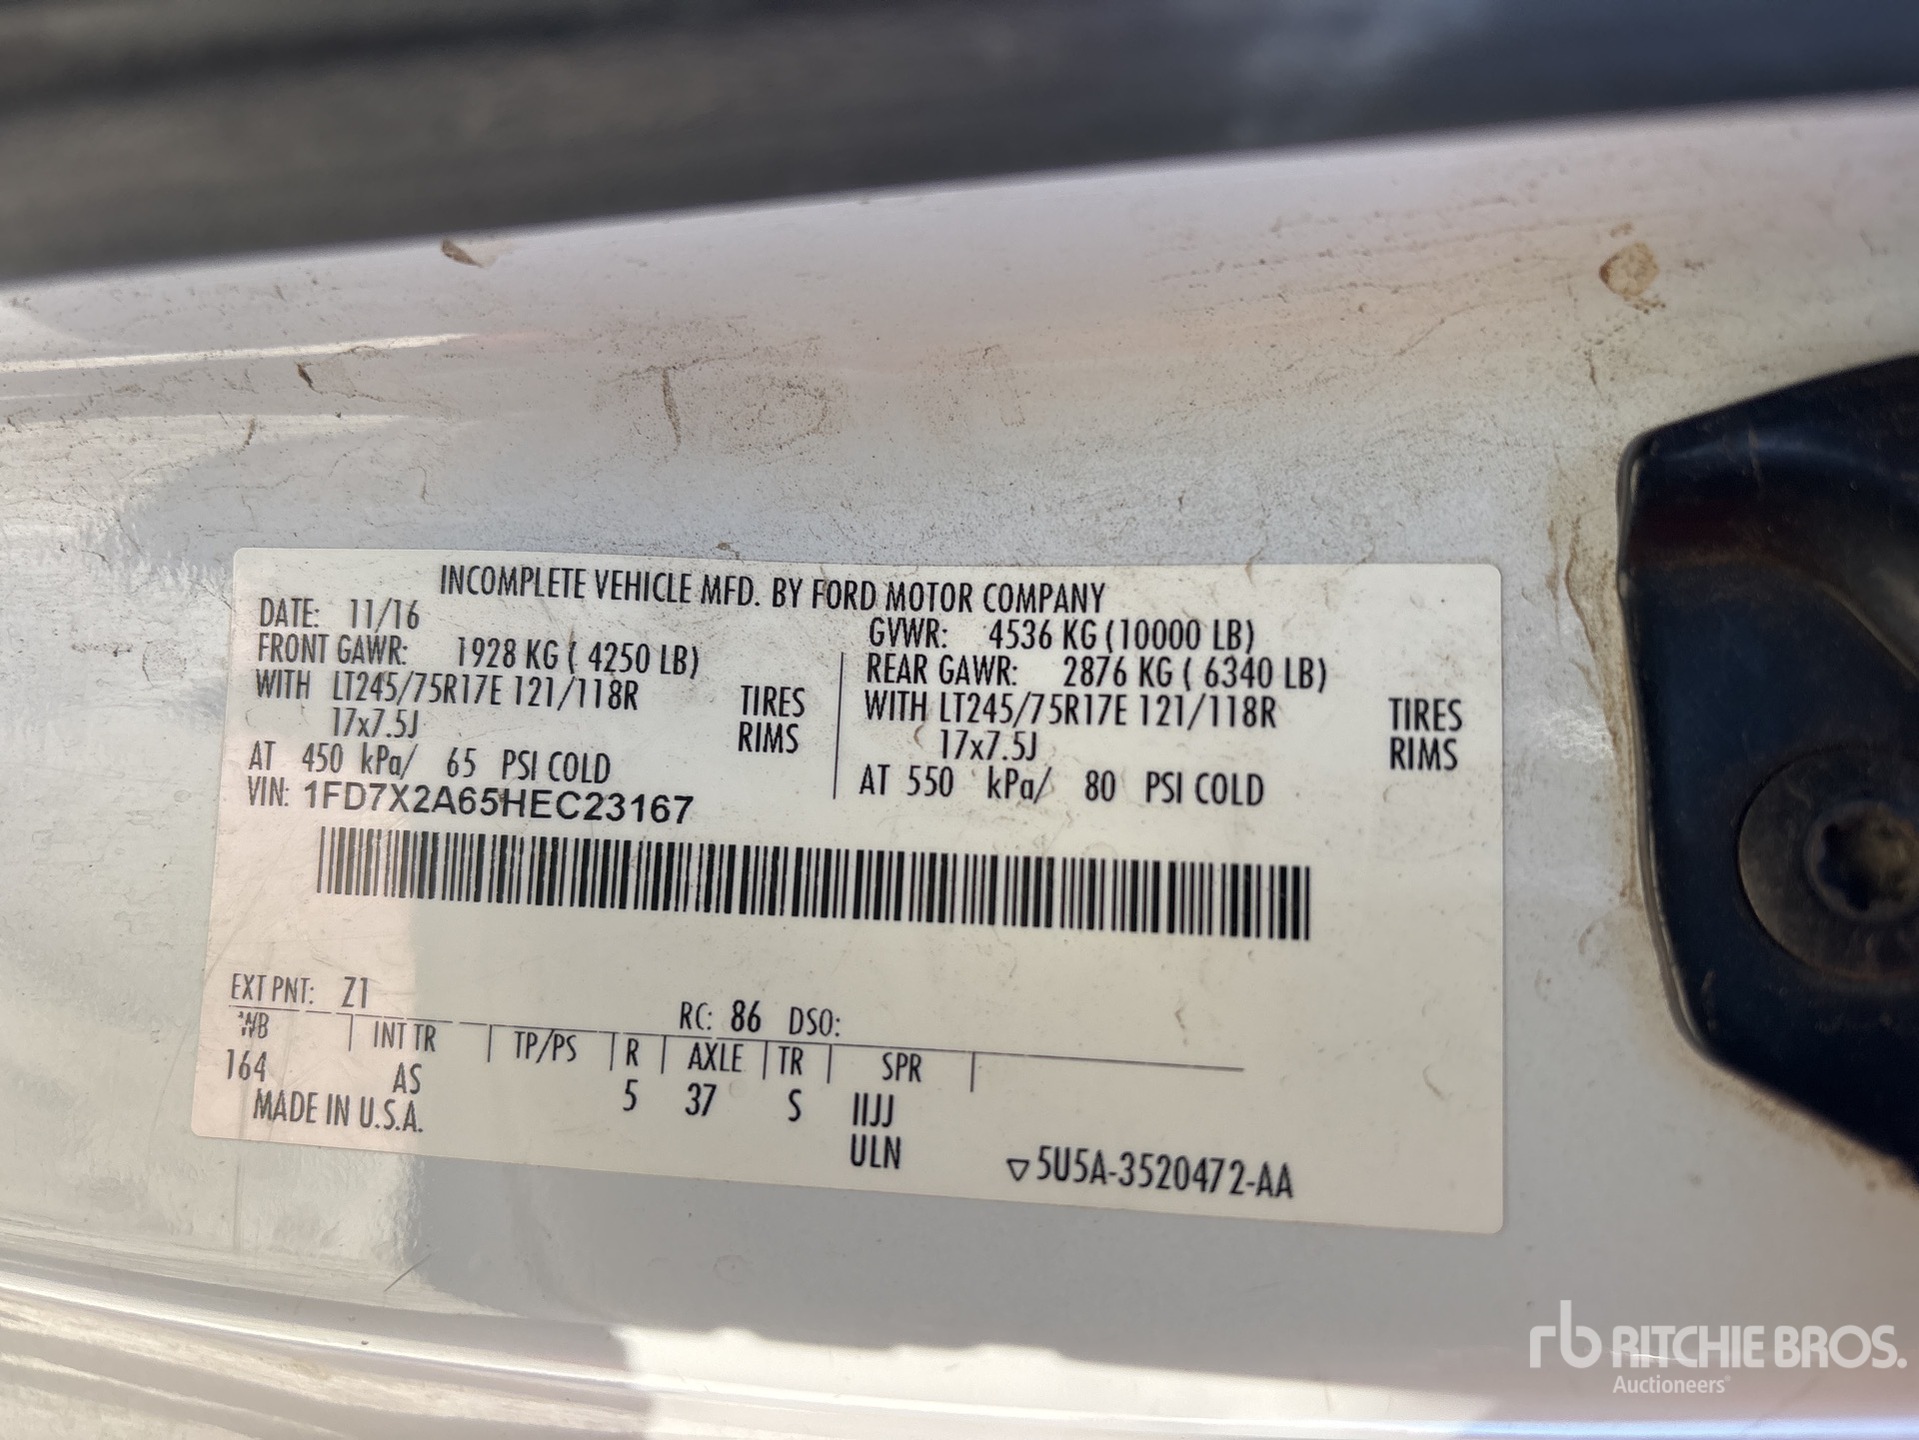 INCOMPLETE VEHICLE MFD. BY FORD MOTOR COMPANY
DATE: 11/16 GVWR: 4536 KG (10000 LB)
FRONT GAWR: 1928 KG ( 4250 LB) REAR GAWR: 2876 KG ( 6340 LB)
WITH LT245/75R17E 121/118R TIRES WITH LT245/75R17E 121/118R TIRES
17x7.5J RIMS 17x7.5J RIMS
AT 450 kPa/ 65 PSI COLD AT 550 kPa/ 80 PSI COLD
VIN: 1FD7X2A65HEC23167
EXT PNT: Z1 RC: 86 DSO:
WB INT TR TP/PS R AXLE TR SPR
164 AS 5 37 S IIJJ
MADE IN U.S.A. ULN
▽5U5A-3520472-AA
rb RITCHIE BROS.
Auctioneers